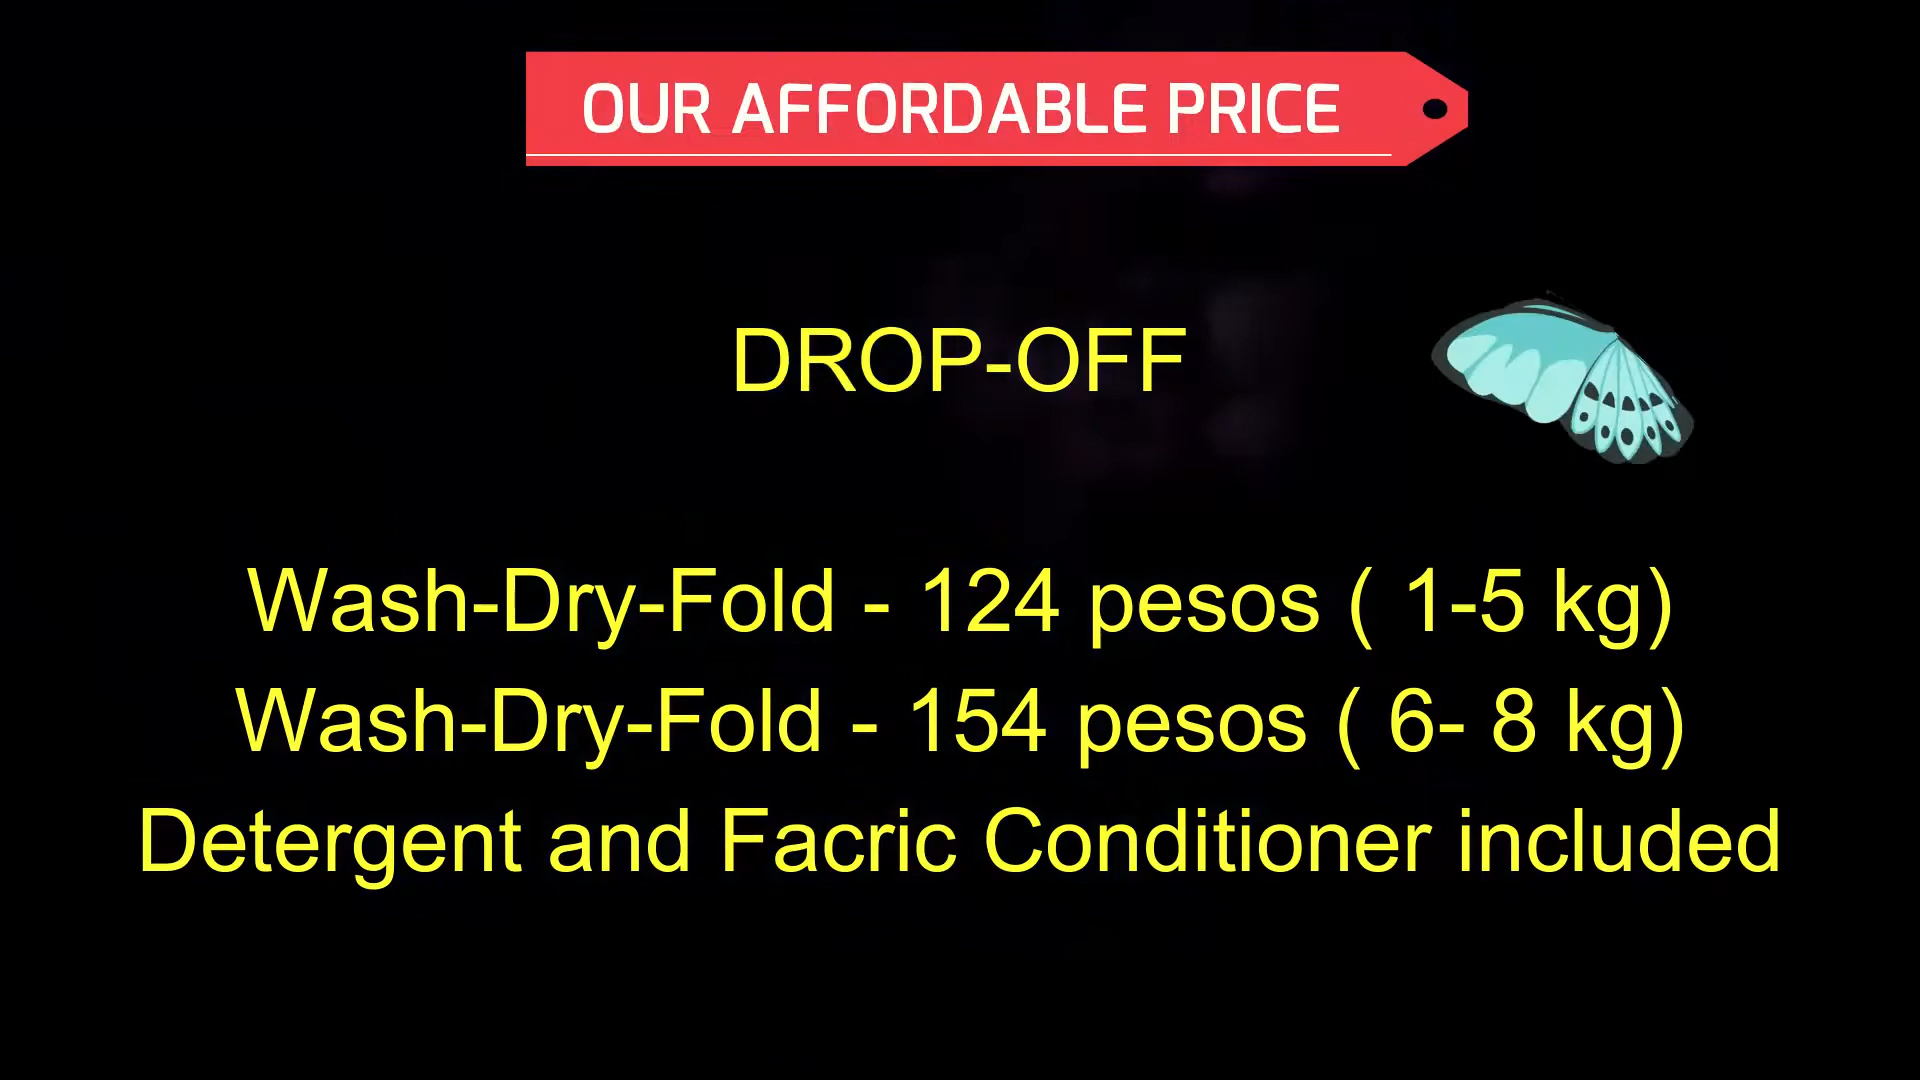 OUR AFFORDABLE PRICE
DROP-OFF
Wash-Dry-Fold - 124 pesos ( 1-5 kg)
Wash-Dry-Fold - 154 pesos ( 6- 8 kg)
Detergent and Facric Conditioner included